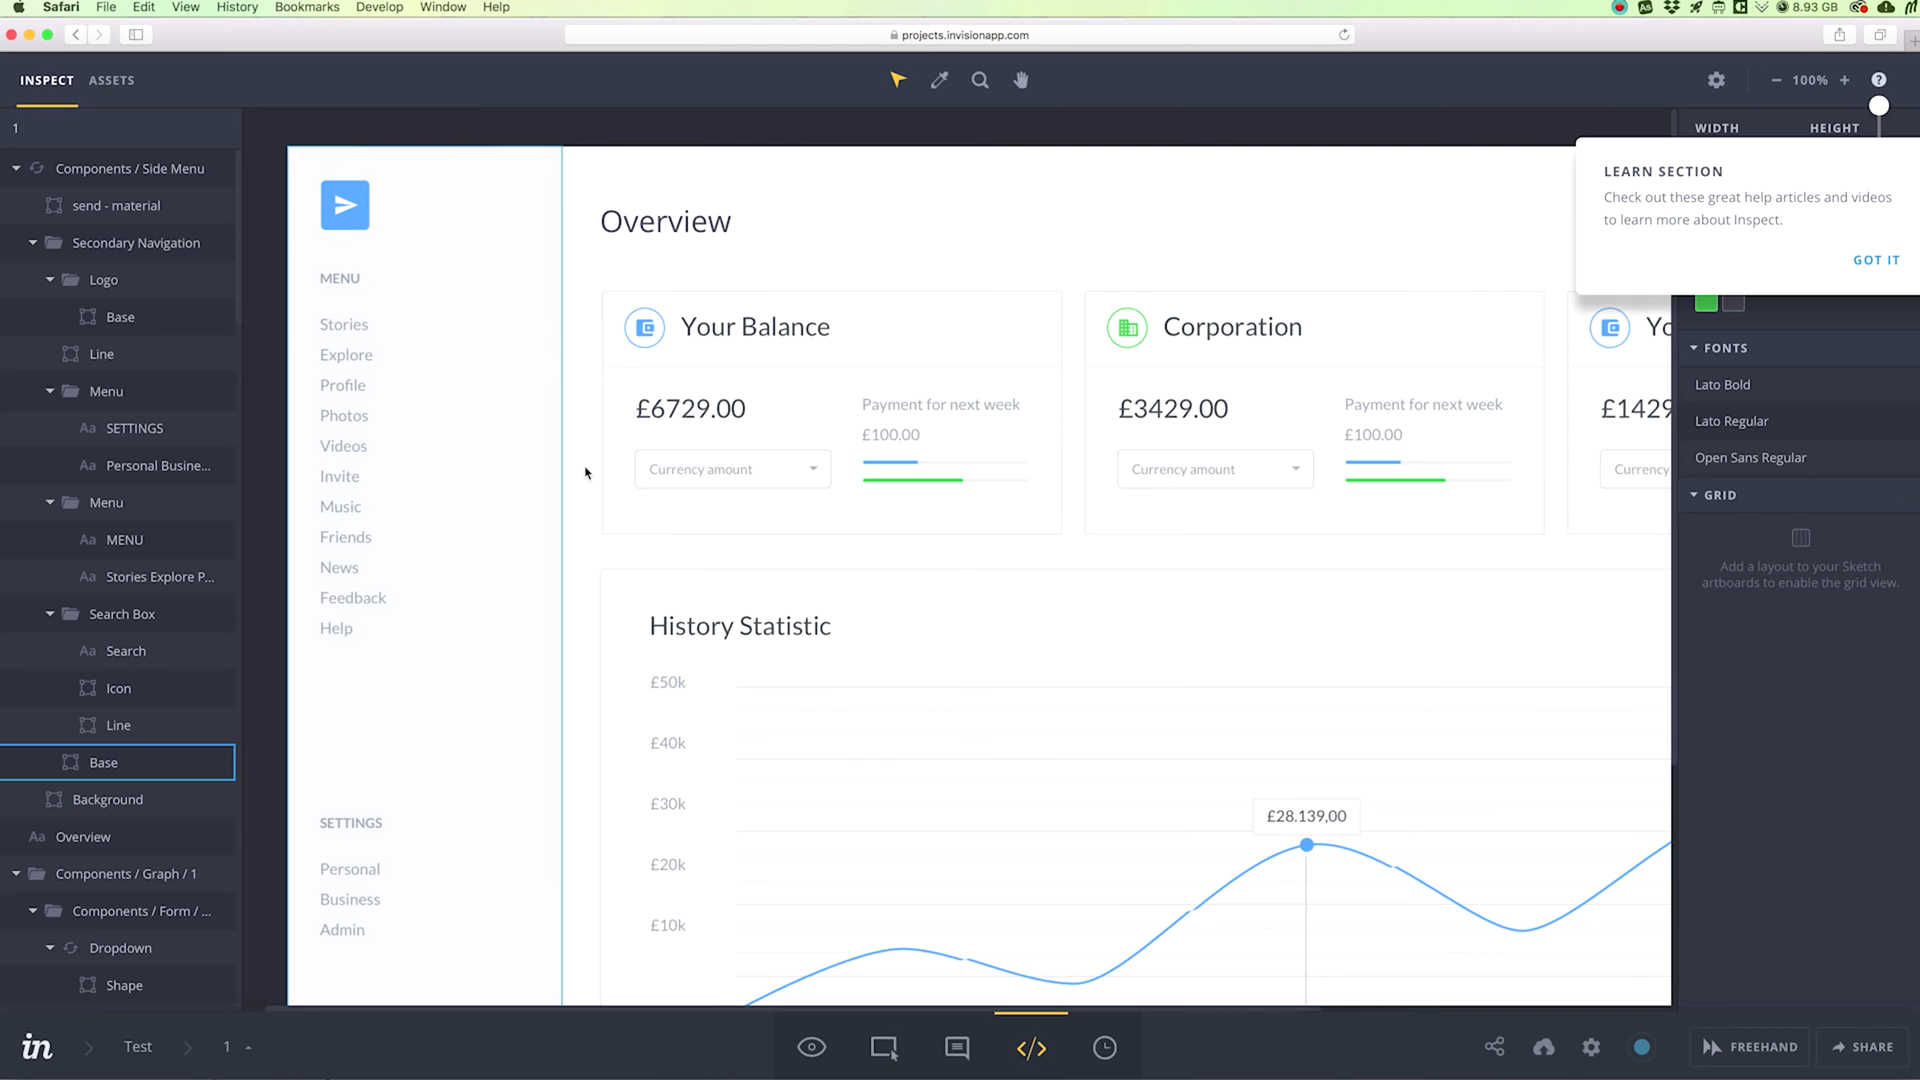 Safari File Edit View History Bookmarks Develop Window Help 8.93 GB
projects.invisionapp.com
INSPECT ASSETS 100%
1
WIDTH HEIGHT
Components / Side Menu
send - material
Secondary Navigation
Logo
Base
Line
Menu
SETTINGS
Personal Busine...
Menu
MENU
Stories Explore P...
Search Box
Search
Icon
Line
Base
Background
Overview
Components / Graph / 1
Components / Form / ...
Dropdown
Shape
MENU
Stories
Explore
Profile
Photos
Videos
Invite
Music
Friends
News
Feedback
Help
SETTINGS
Personal
Business
Admin
Overview
Your Balance
£6729.00
Payment for next week
£100.00
Currency amount
Corporation
£3429.00
Payment for next week
£100.00
Currency amount
Yo
£1429
Currency
History Statistic
£50k
£40k
£30k
£20k
£10k
£28.139,00
LEARN SECTION
Check out these great help articles and videos
to learn more about Inspect.
GOT IT
FONTS
Lato Bold
Lato Regular
Open Sans Regular
GRID
Add a layout to your Sketch
artboards to enable the grid view.
in Test 1
FREEHAND SHARE